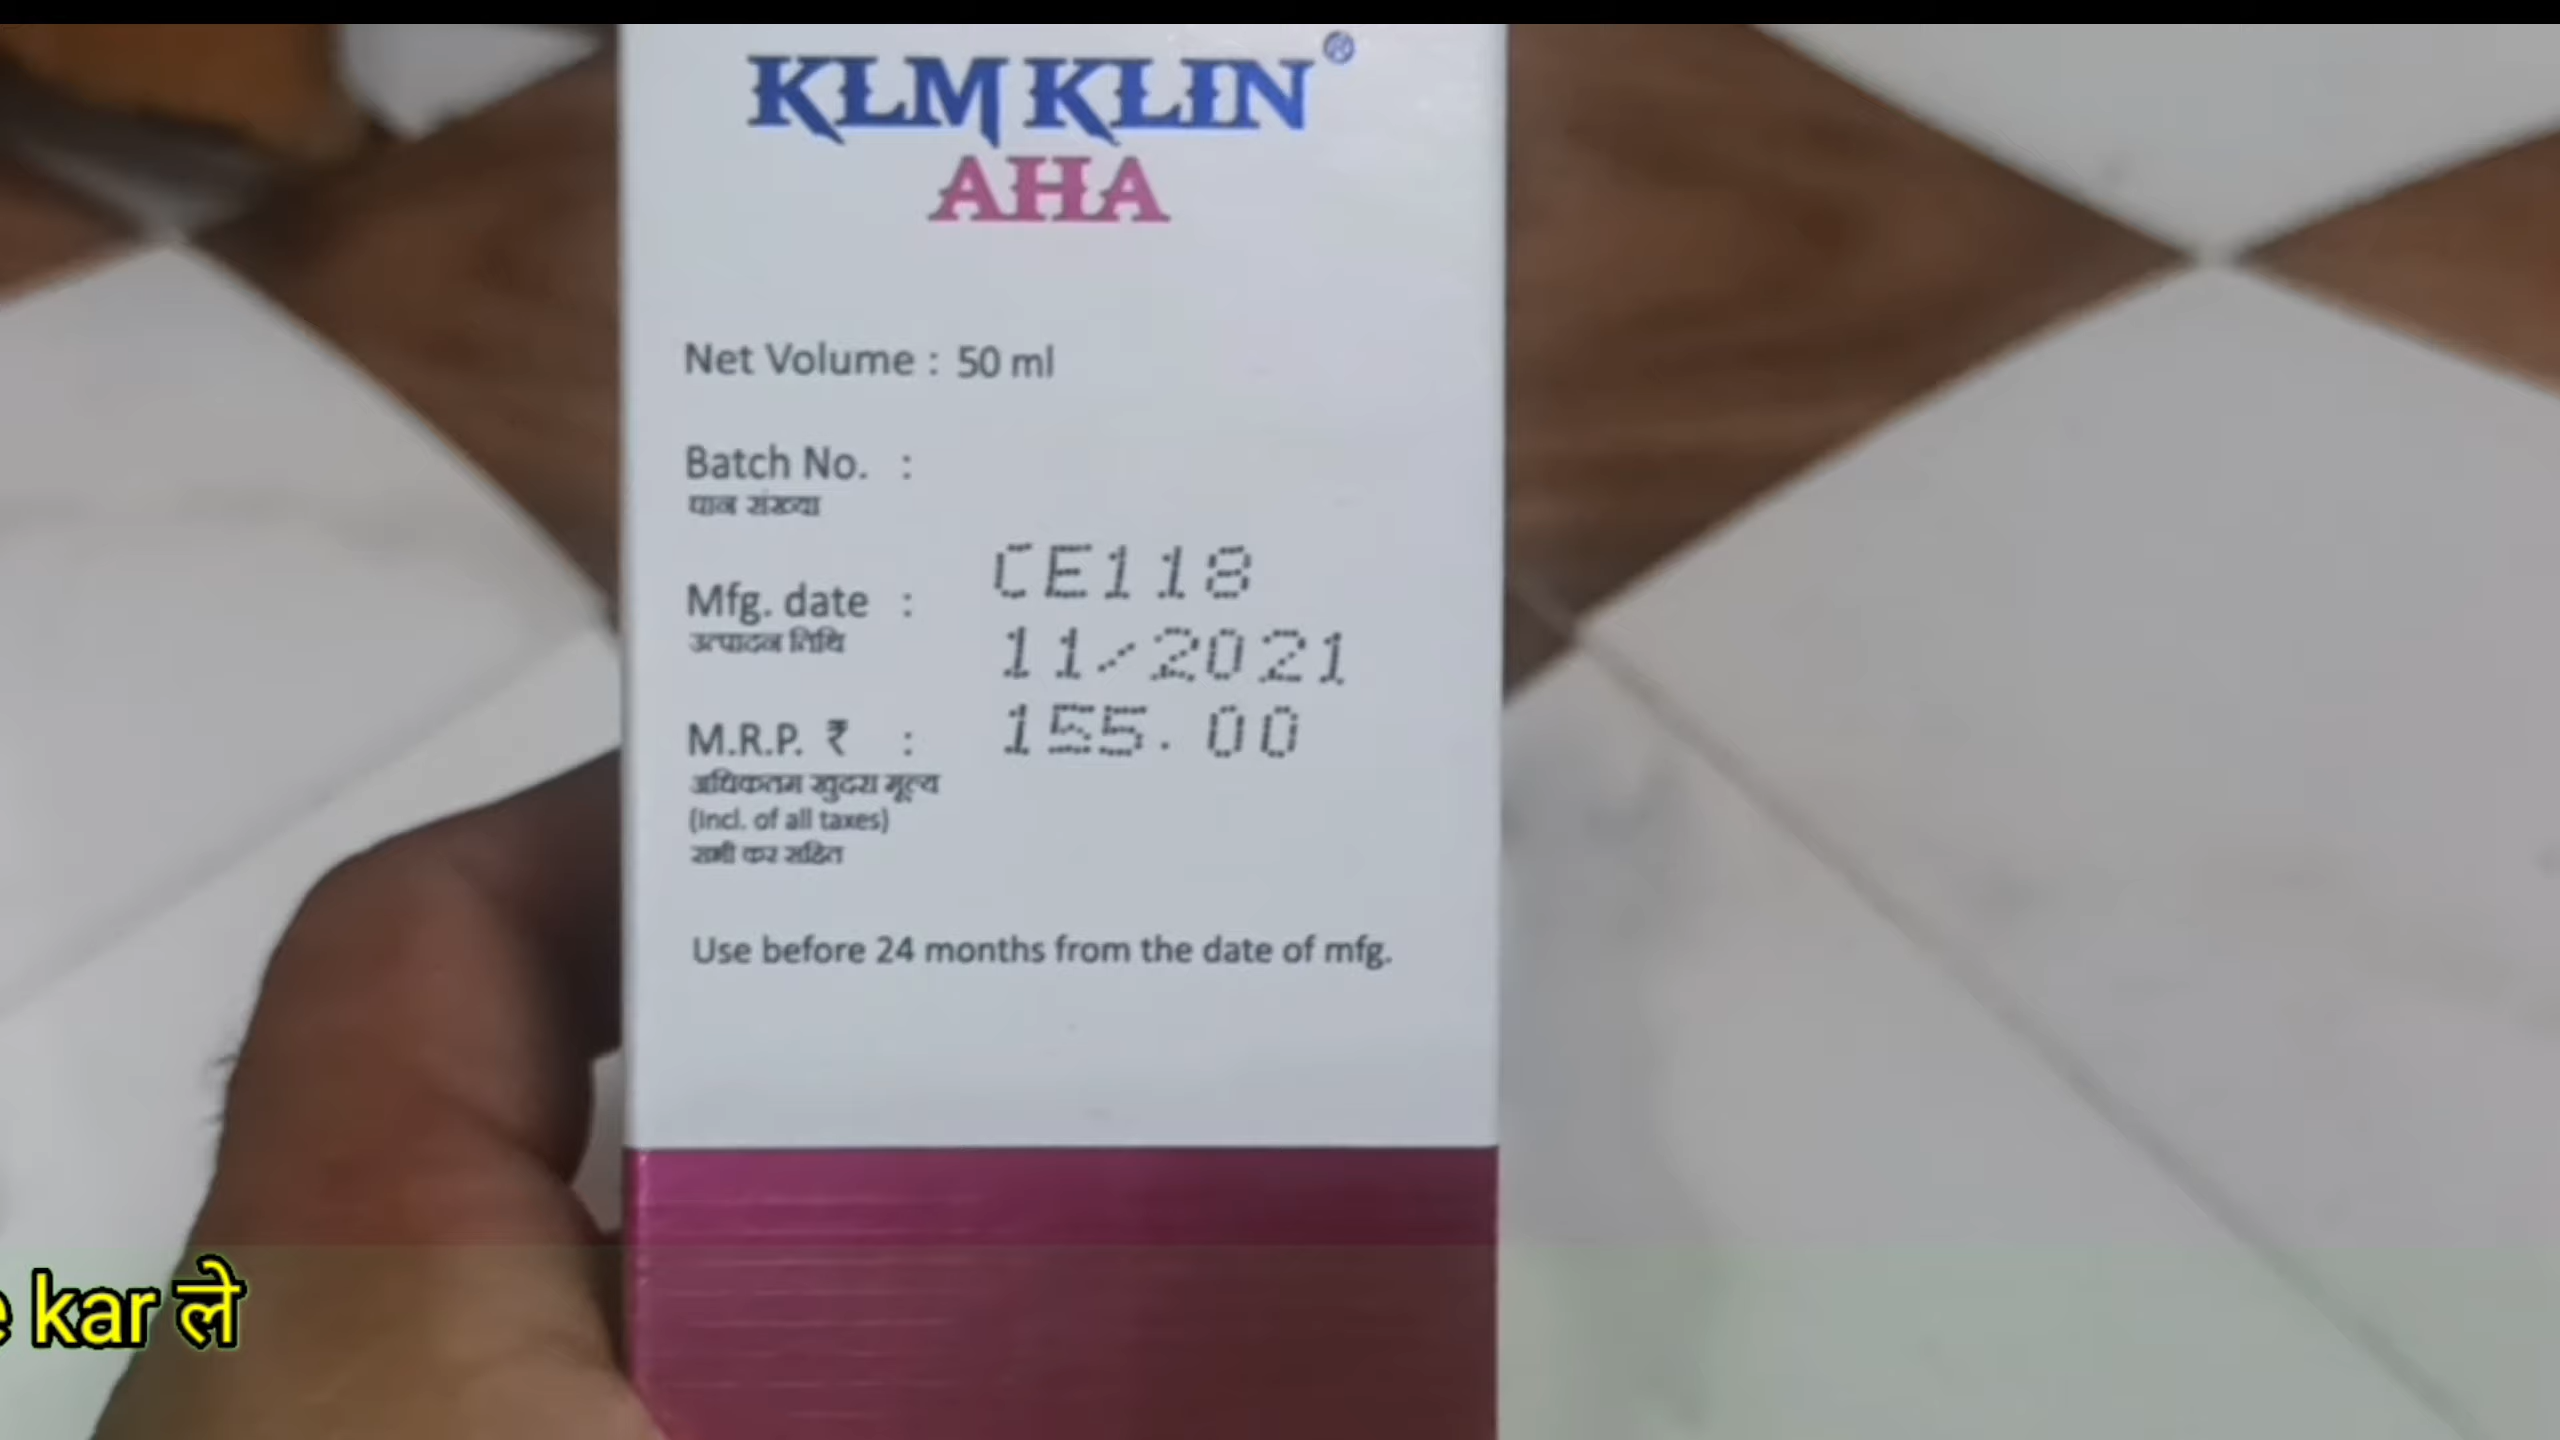 KLM KLIN®
AHA
Net Volume : 50 ml
Batch No. :
घान संख्या
CE118
Mfg. date :
उत्पादन तिथि
11/2021
M.R.P. ₹ : 155.00
अधिकतम खुदरा मूल्य
(incl. of all taxes)
सभी कर सहित
Use before 24 months from the date of mfg.
kar ले